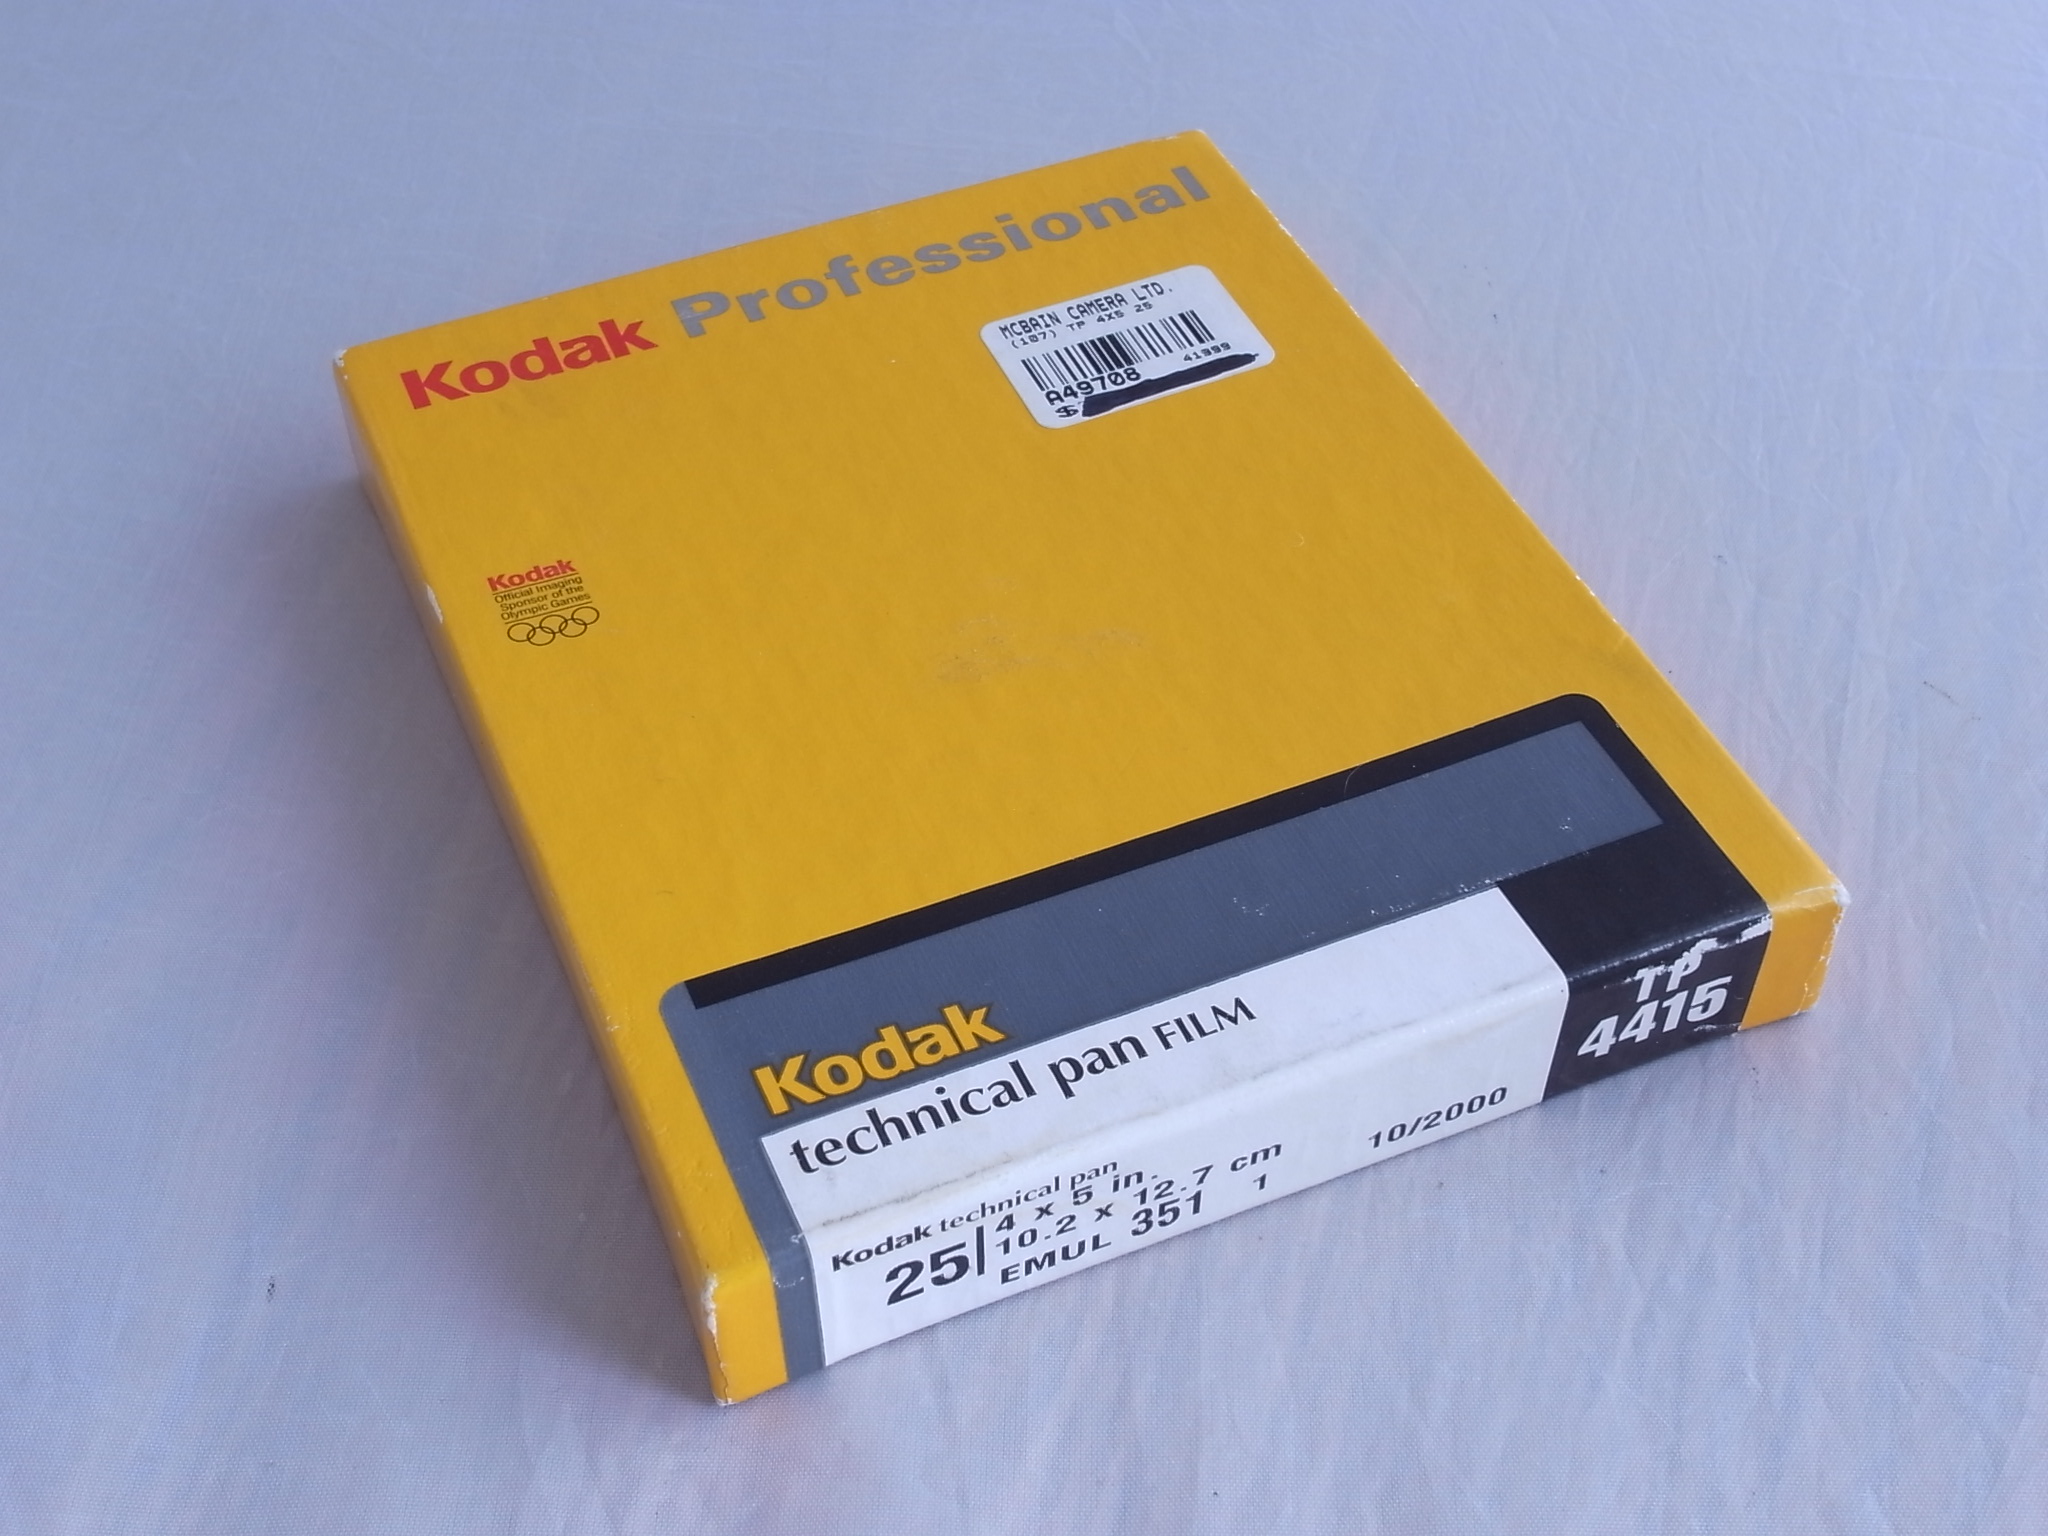 Kodak Professional
MCBAIN CAMERA LTD.
(107) TP 4X5 25
41999
A49708
$
Kodak
Official Imaging
Sponsor of the
Olympic Games
Kodak
technical pan FILM
TP
4415
Kodak technical pan
25
4 x 5 in.
10.2 x 12.7 cm
EMUL 351 1
10/2000